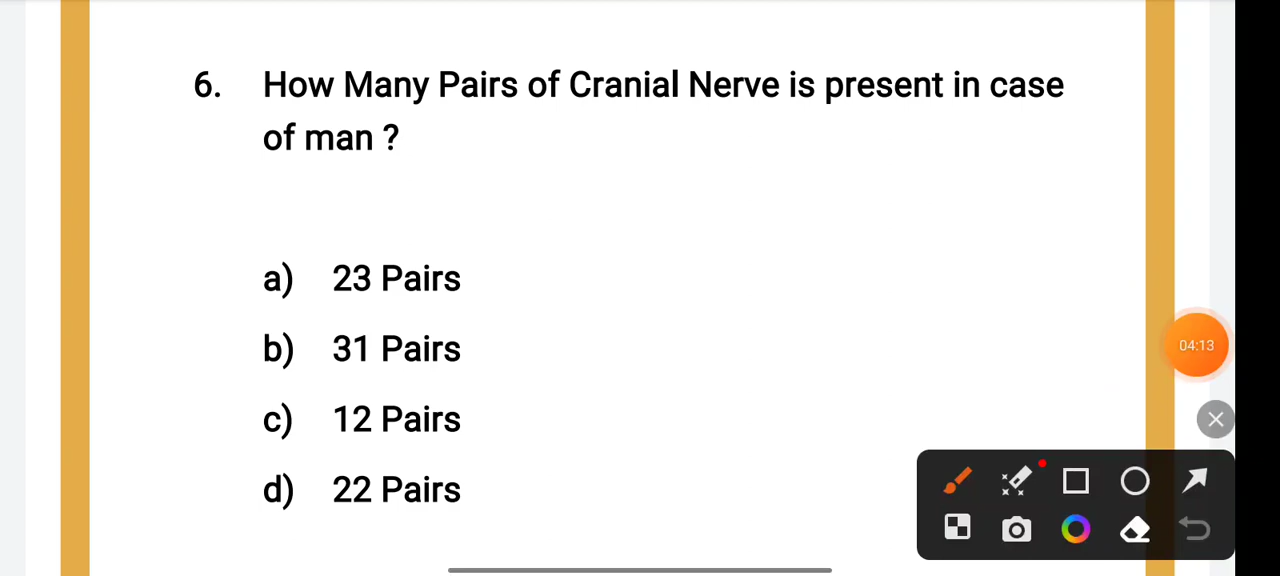 6. How Many Pairs of Cranial Nerve is present in case
of man ?
a) 23 Pairs
b) 31 Pairs
c) 12 Pairs
d) 22 Pairs
04:13